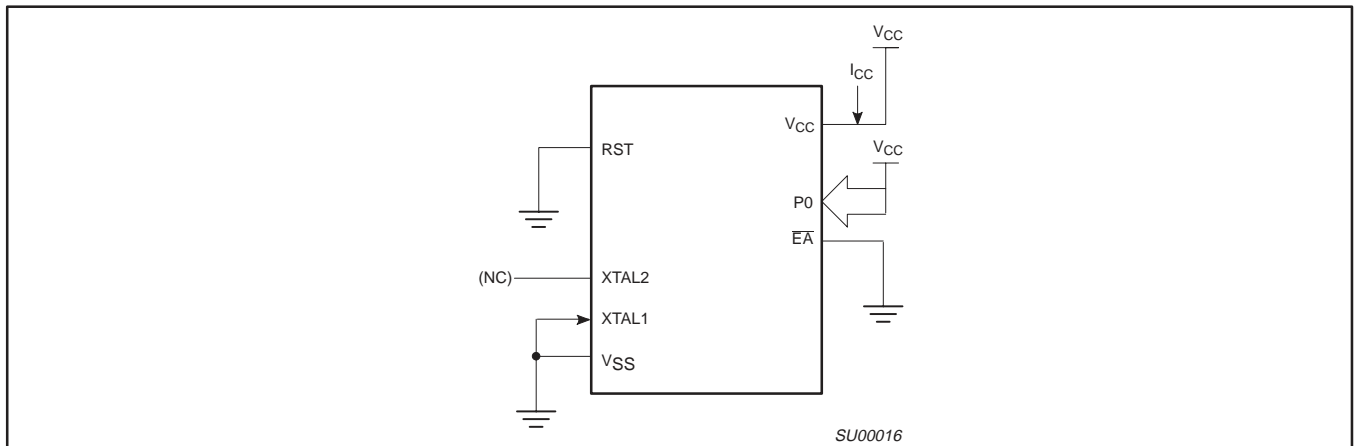 VCC
ICC
VCC
RST
VCC
P0
EA
(NC)
XTAL2
XTAL1
VSS
SU00016